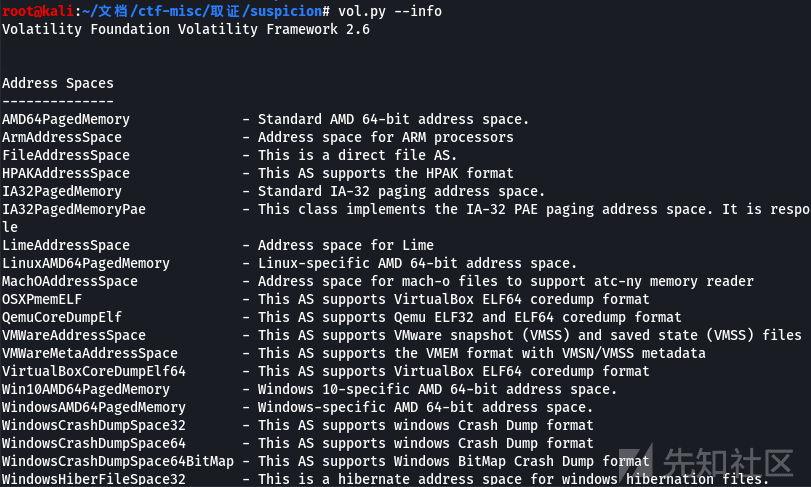 root@kali:~/文档/ctf-misc/取证/suspicion# vol.py --info
Volatility Foundation Volatility Framework 2.6
Address Spaces
--------------
AMD64PagedMemory - Standard AMD 64-bit address space.
ArmAddressSpace - Address space for ARM processors
FileAddressSpace - This is a direct file AS.
HPAKAddressSpace - This AS supports the HPAK format
IA32PagedMemory - Standard IA-32 paging address space.
IA32PagedMemoryPae - This class implements the IA-32 PAE paging address space. It is respo
le
LimeAddressSpace - Address space for Lime
LinuxAMD64PagedMemory - Linux-specific AMD 64-bit address space.
MachOAddressSpace - Address space for mach-o files to support atc-ny memory reader
OSXPmemELF - This AS supports VirtualBox ELF64 coredump format
QemuCoreDumpElf - This AS supports Qemu ELF32 and ELF64 coredump format
VMWareAddressSpace - This AS supports VMware snapshot (VMSS) and saved state (VMSS) files
VMWareMetaAddressSpace - This AS supports the VMEM format with VMSN/VMSS metadata
VirtualBoxCoreDumpElf64 - This AS supports VirtualBox ELF64 coredump format
Win10AMD64PagedMemory - Windows 10-specific AMD 64-bit address space.
WindowsAMD64PagedMemory - Windows-specific AMD 64-bit address space.
WindowsCrashDumpSpace32 - This AS supports windows Crash Dump format
WindowsCrashDumpSpace64 - This AS supports windows Crash Dump format
WindowsCrashDumpSpace64BitMap - This AS supports Windows BitMap Crash Dump format
WindowsHiberFileSpace32 - This is a hibernate address space for windows hibernation files.
先知社区